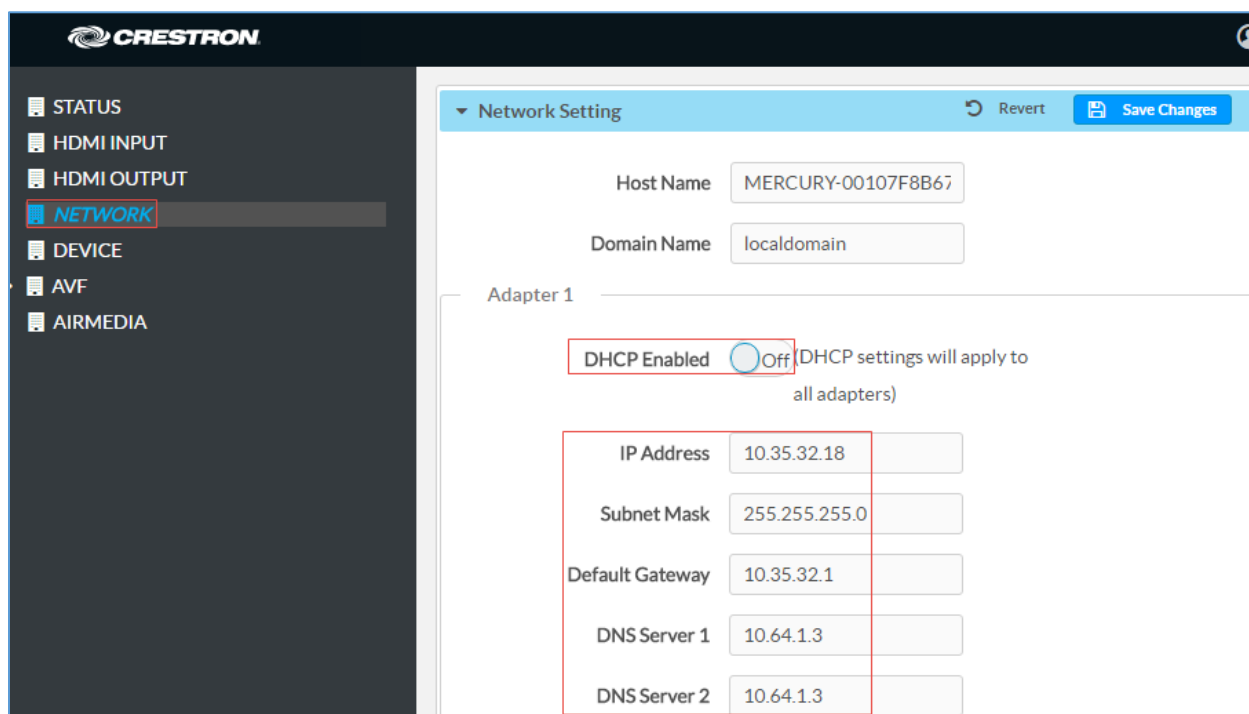 CRESTRON
STATUS
HDMI INPUT
HDMI OUTPUT
NETWORK
DEVICE
AVF
AIRMEDIA
Network Setting Revert Save Changes
Host Name MERCURY-00107F8B67
Domain Name localdomain
Adapter 1
DHCP Enabled Off (DHCP settings will apply to
all adapters)
IP Address 10.35.32.18
Subnet Mask 255.255.255.0
Default Gateway 10.35.32.1
DNS Server 1 10.64.1.3
DNS Server 2 10.64.1.3